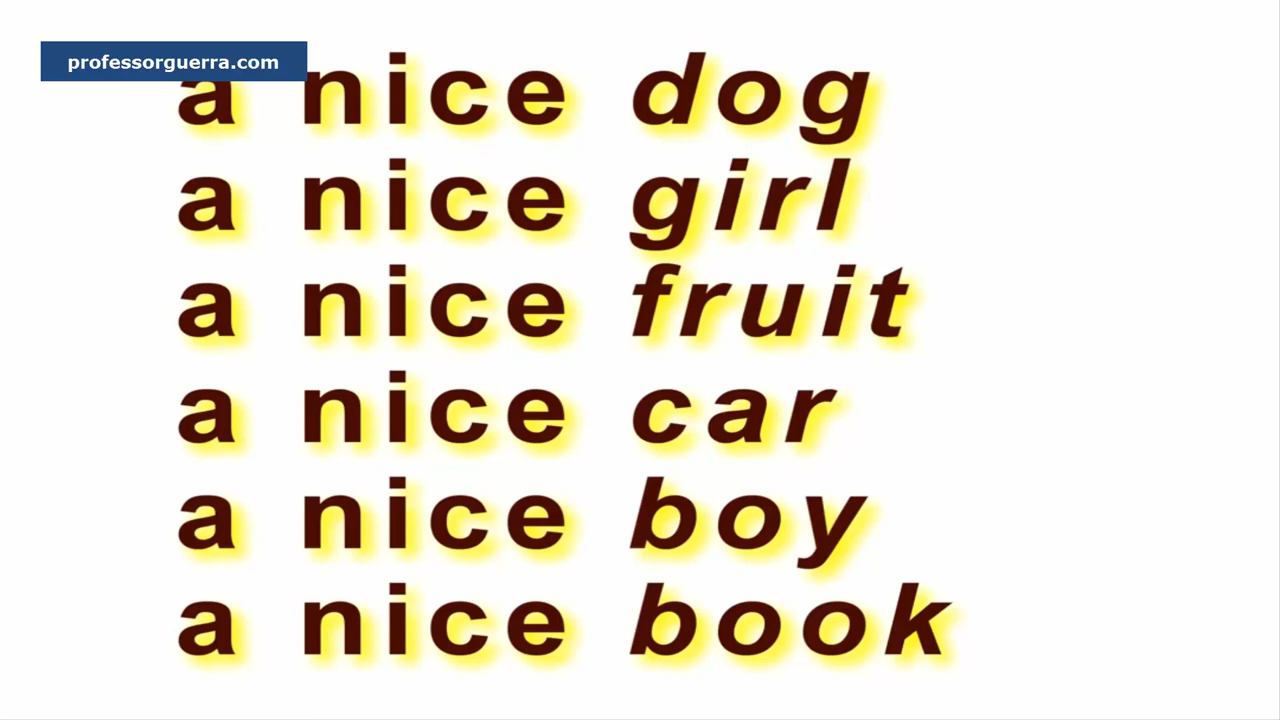 professorguerra.com
a nice dog
a nice girl
a nice fruit
a nice car
a nice boy
a nice book